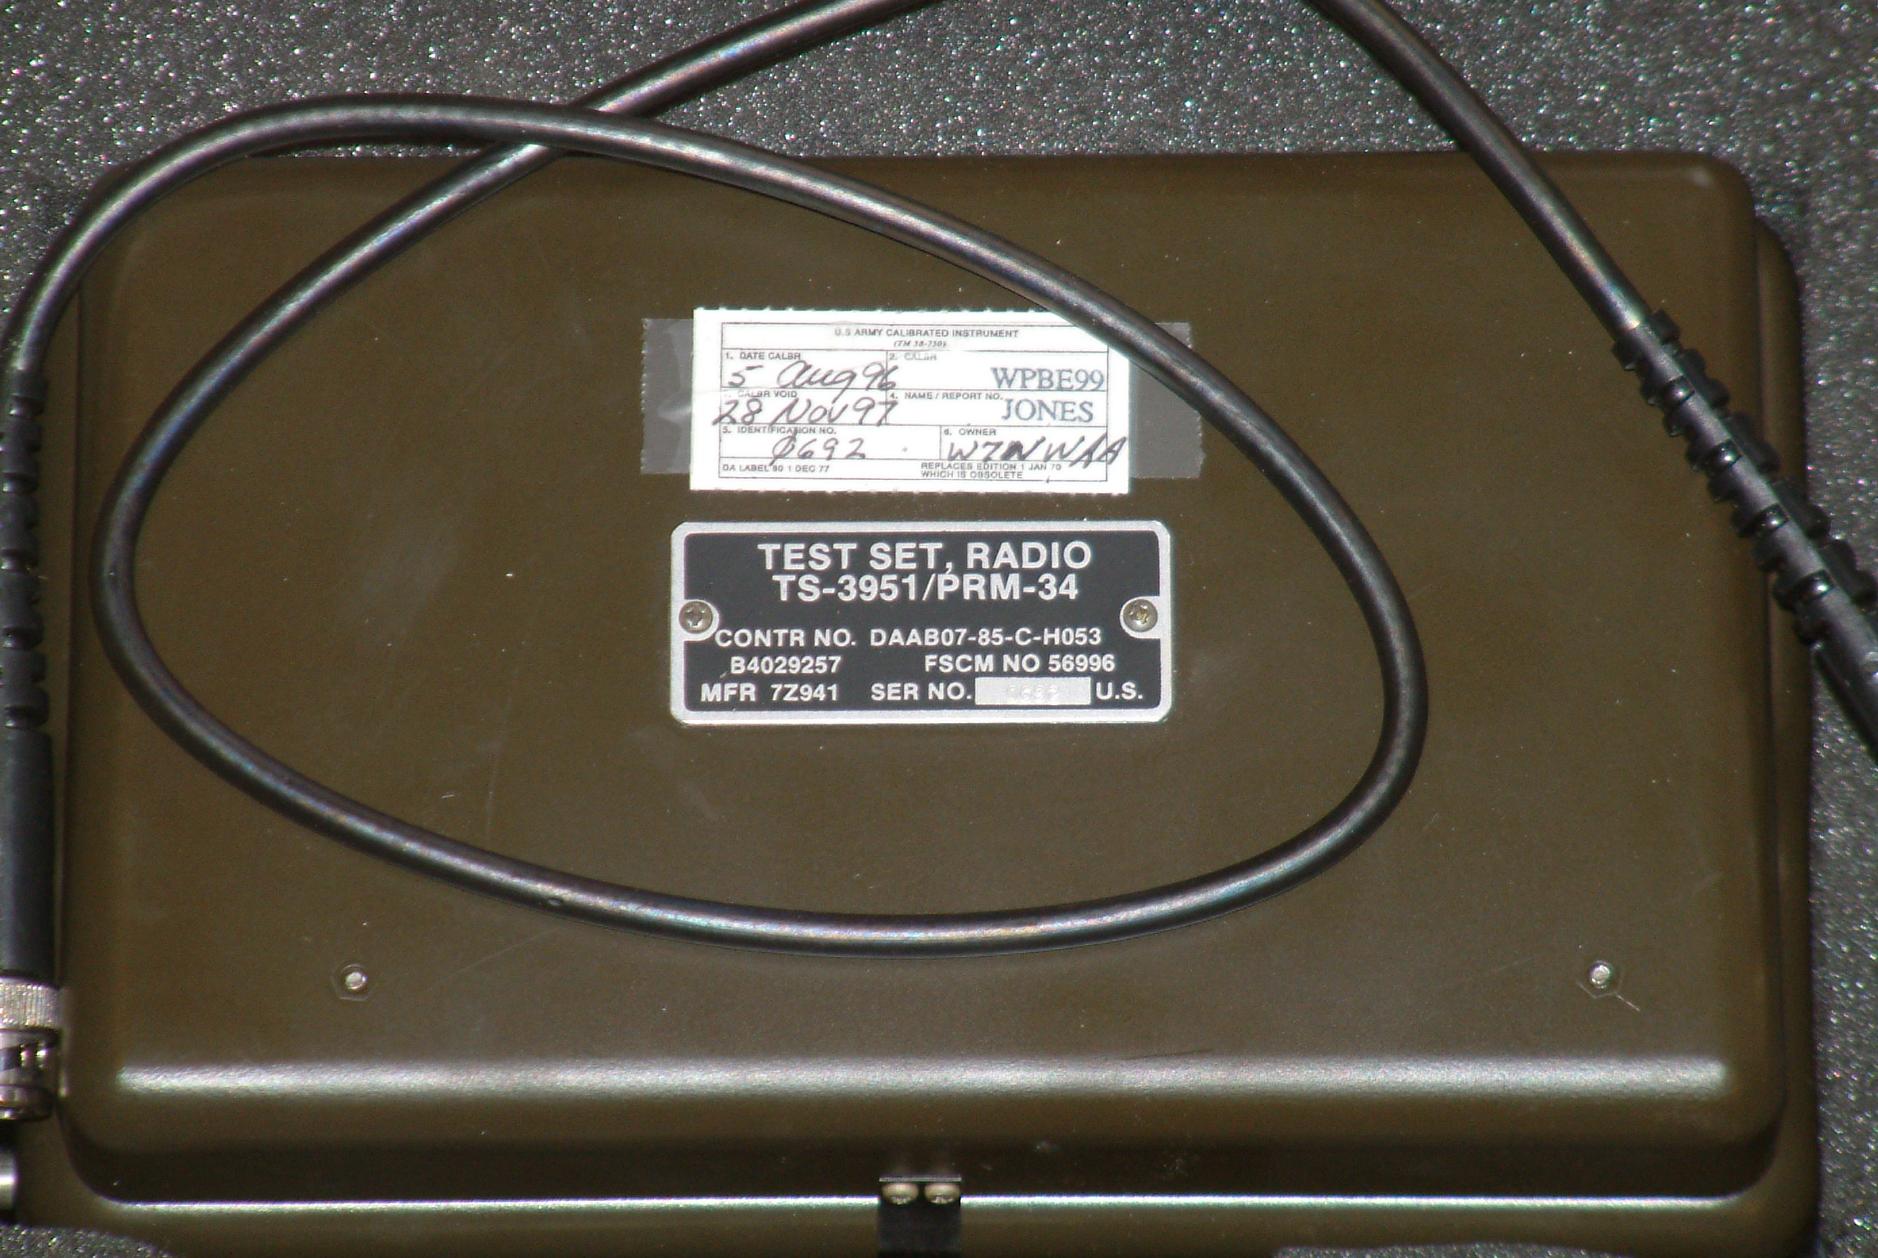 U.S ARMY CALIBRATED INSTRUMENT
(TM 38-750)
1. DATE CALBR 2. CALBR
5 Aug 96 WPBE99
CALBR VOID 4. NAME / REPORT NO.
28 Nov 97 JONES
5. IDENTIFICATION NO. 6. OWNER
0692
DA LABEL 80 1 DEC 77 REPLACES EDITION 1 JAN 70
WHICH IS OBSOLETE
TEST SET, RADIO
TS-3951/PRM-34
CONTR NO. DAAB07-85-C-H053
B4029257 FSCM NO 56996
MFR 7Z941 SER NO. U.S.